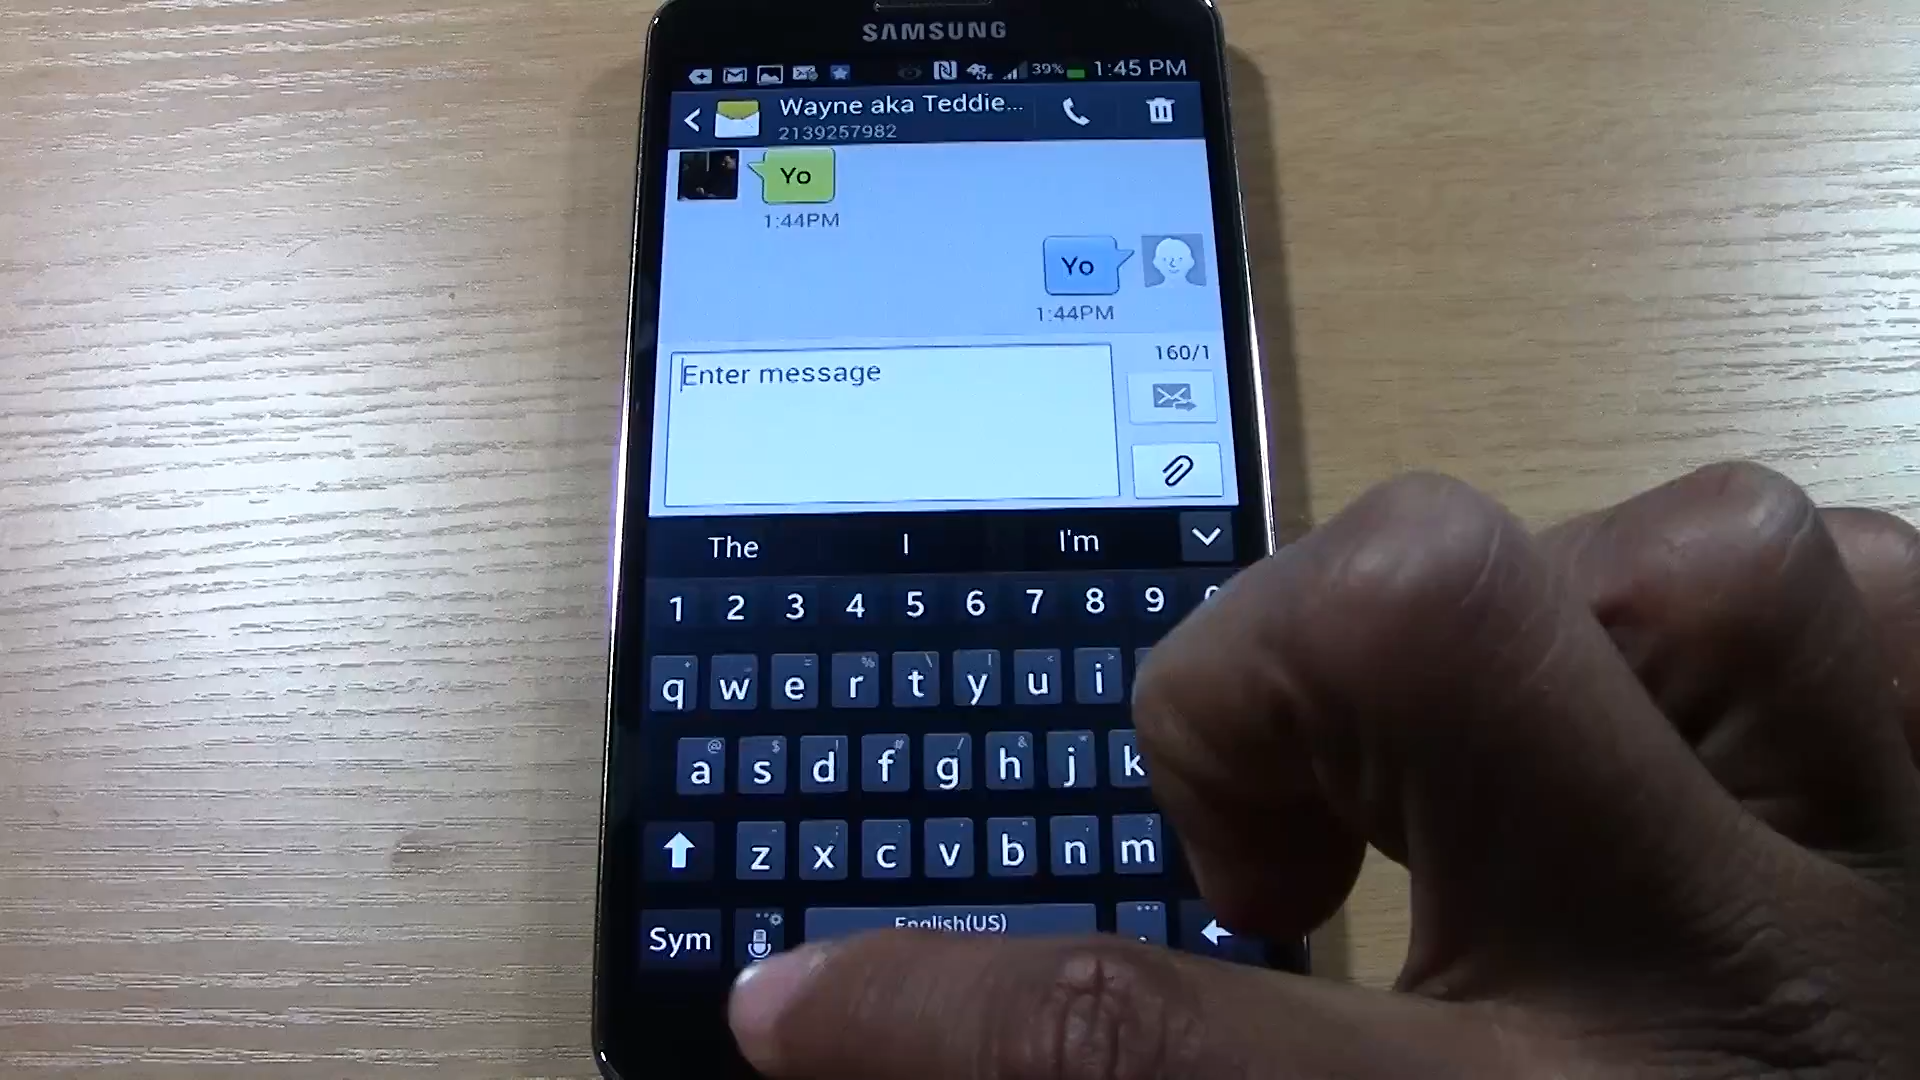 SAMSUNG
39% 1:45 PM
Wayne aka Teddie...
2139257982
Yo
1:44PM
Yo
1:44PM
160/1
Enter message
The I I'm
1 2 3 4 5 6 7 8 9
q w e r t y u i
a s d f g h j k
z x c v b n m
Sym English(US)